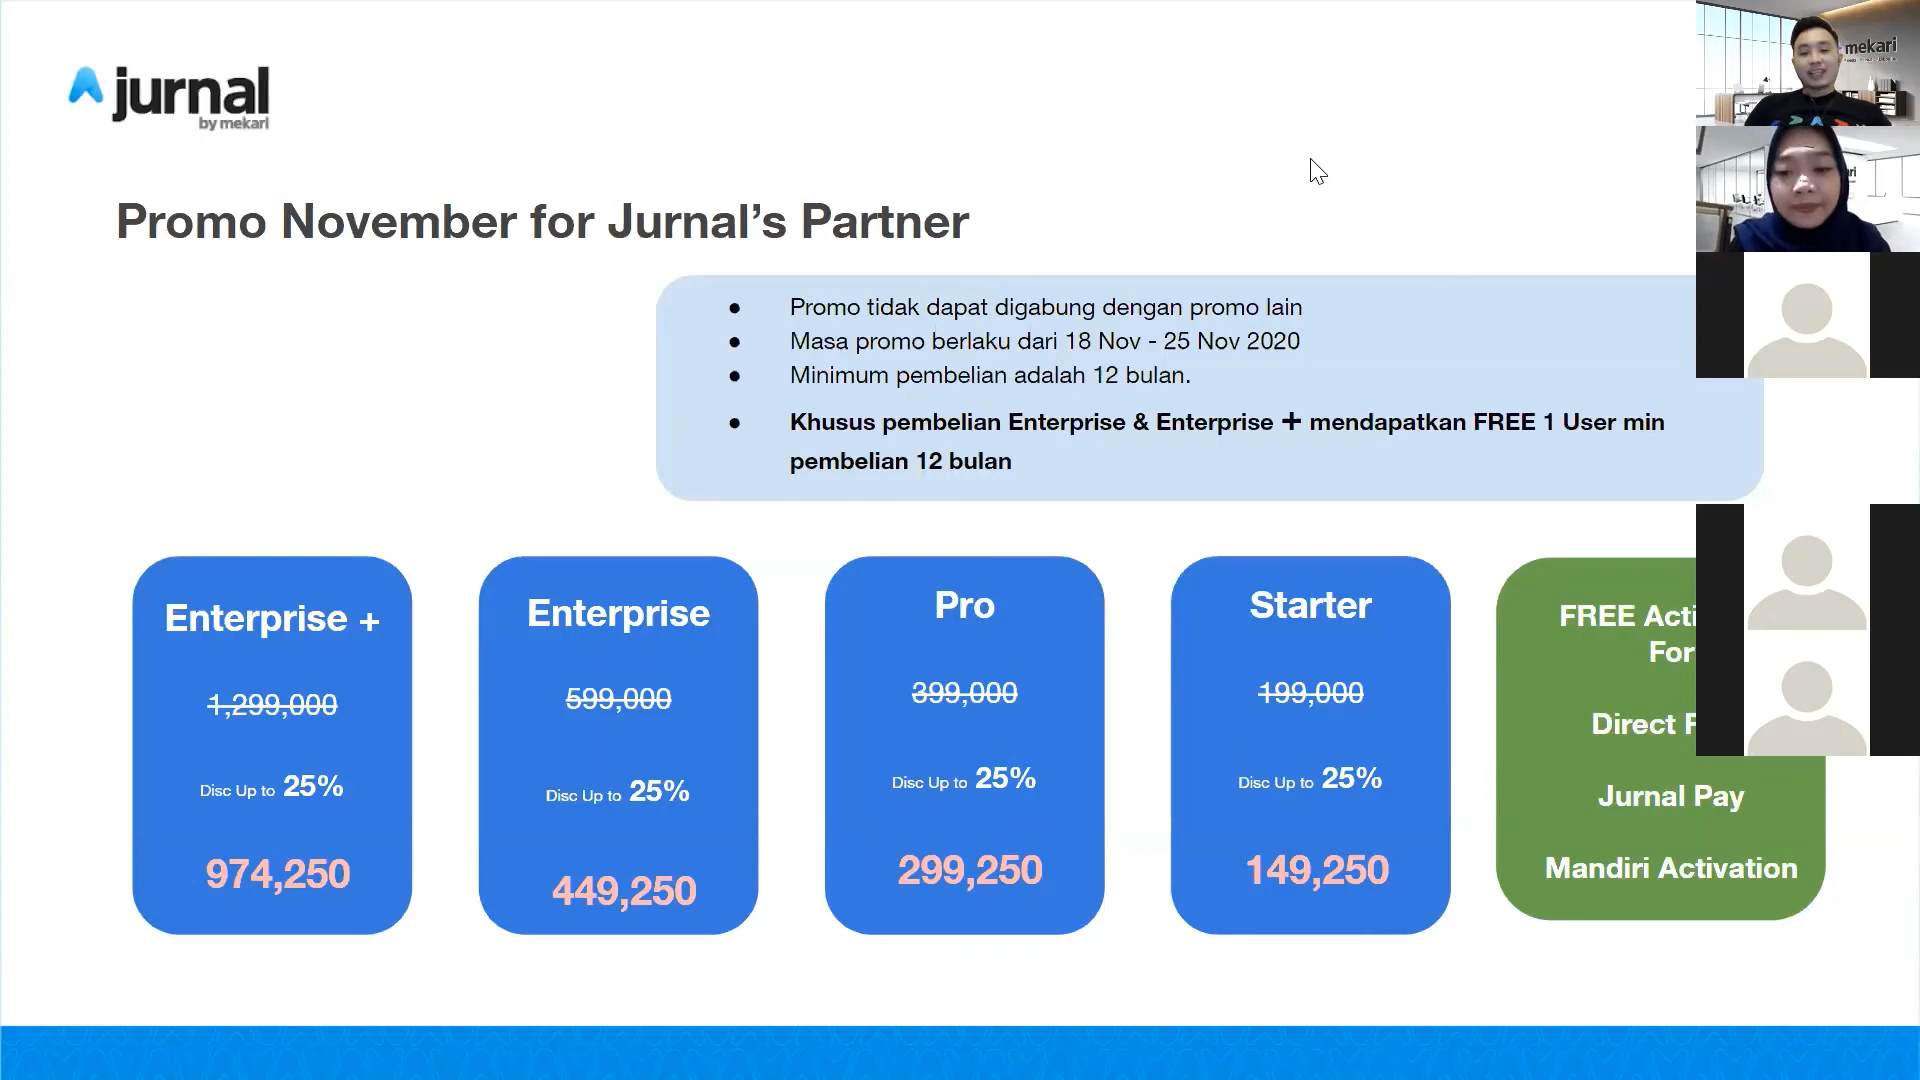 jurnal
by mekari
mekari
Promo November for Jurnal's Partner
● Promo tidak dapat digabung dengan promo lain
● Masa promo berlaku dari 18 Nov - 25 Nov 2020
● Minimum pembelian adalah 12 bulan.
● Khusus pembelian Enterprise & Enterprise + mendapatkan FREE 1 User min
pembelian 12 bulan
Enterprise +
1,299,000
Disc Up to 25%
974,250
Enterprise
599,000
Disc Up to 25%
449,250
Pro
399,000
Disc Up to 25%
299,250
Starter
199,000
Disc Up to 25%
149,250
FREE
For
Direct
Jurnal Pay
Mandiri Activation